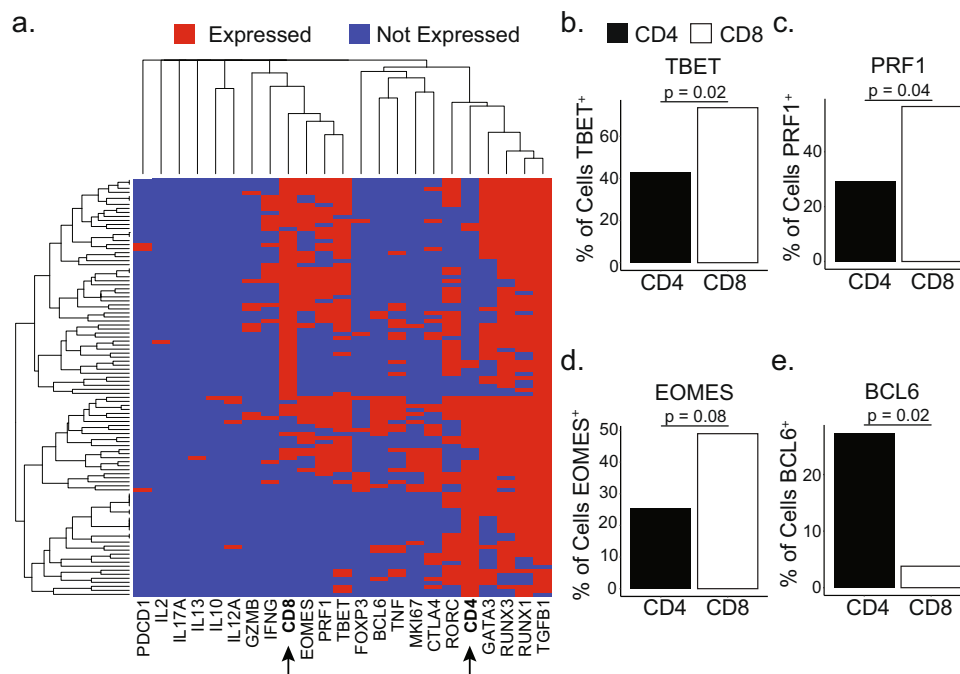 a.
Expressed
Not Expressed
PDCD1
IL2
IL17A
IL13
IL10
IL12A
GZMB
IFNG
CD8
EOMES
PRF1
TBET
FOXP3
BCL6
TNF
MKI67
CTLA4
RORC
CD4
GATA3
RUNX3
RUNX1
TGFB1
b.
CD4
CD8
TBET
p = 0.02
% of Cells TBET+
60
40
20
0
CD4
CD8
c.
PRF1
p = 0.04
% of Cells PRF1+
40
20
0
CD4
CD8
d.
EOMES
p = 0.08
% of Cells EOMES+
50
40
30
20
10
0
CD4
CD8
e.
BCL6
p = 0.02
% of Cells BCL6+
20
10
0
CD4
CD8